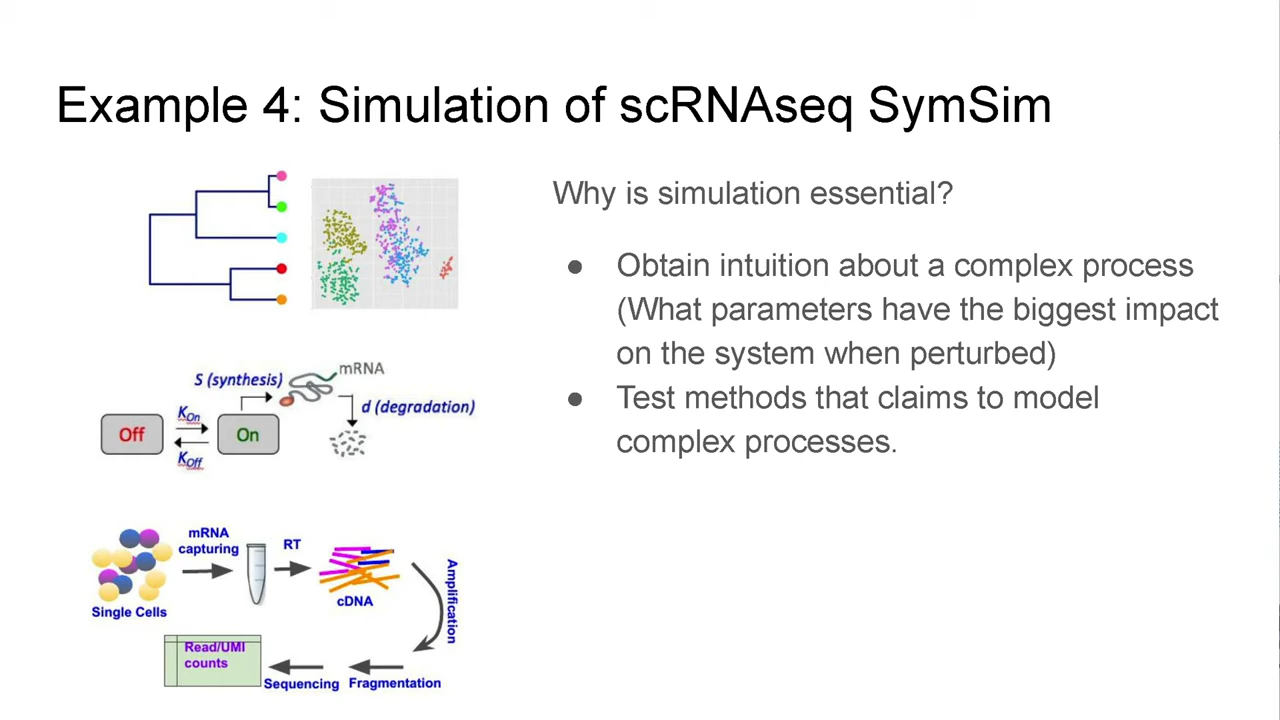 Example 4: Simulation of scRNAseq SymSim
Why is simulation essential?
● Obtain intuition about a complex process
(What parameters have the biggest impact
on the system when perturbed)
● Test methods that claims to model
complex processes.
S (synthesis)
mRNA
d (degradation)
Off
KOn
KOff
On
Single Cells
mRNA
capturing
RT
cDNA
Amplification
Fragmentation
Sequencing
Read/UMI
counts